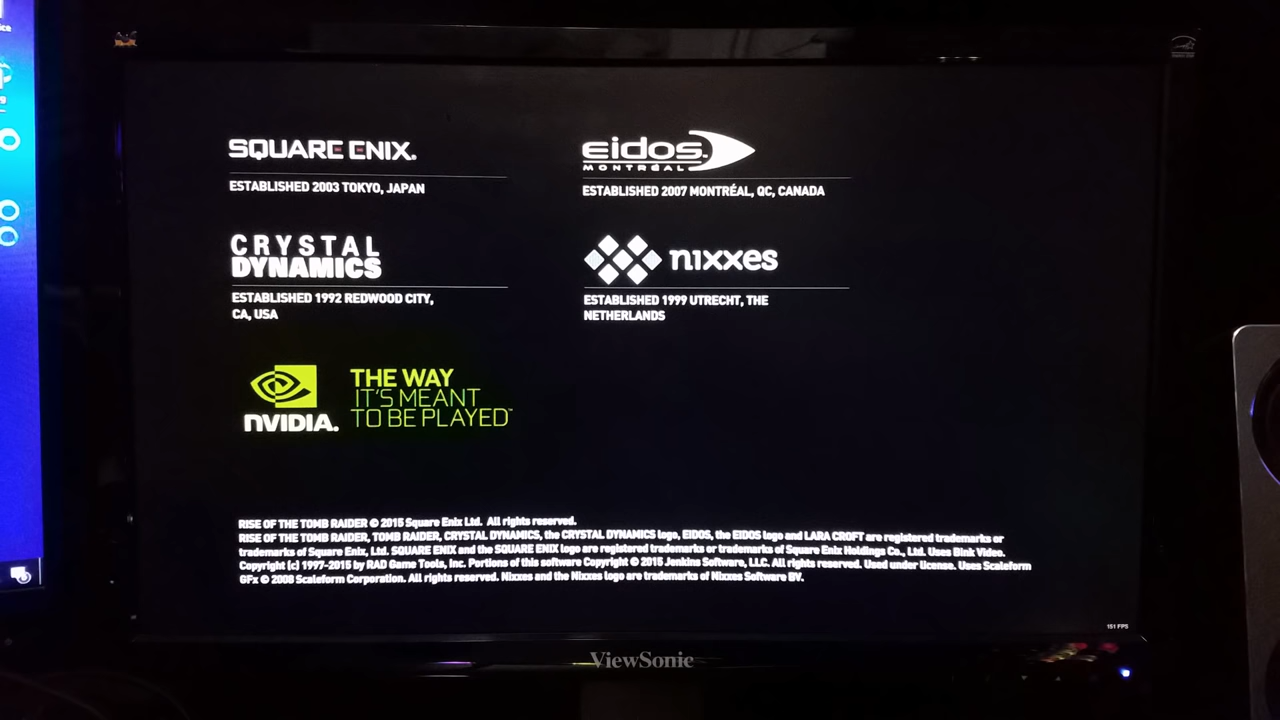 SQUARE ENIX.
ESTABLISHED 2003 TOKYO, JAPAN
eidos
MONTRÉAL
ESTABLISHED 2007 MONTRÉAL, QC, CANADA
CRYSTAL
DYNAMICS
ESTABLISHED 1992 REDWOOD CITY,
CA, USA
nixxes
ESTABLISHED 1999 UTRECHT, THE
NETHERLANDS
NVIDIA.
THE WAY
IT'S MEANT
TO BE PLAYED™
RISE OF THE TOMB RAIDER © 2015 Square Enix Ltd. All rights reserved.
RISE OF THE TOMB RAIDER, TOMB RAIDER, CRYSTAL DYNAMICS, the CRYSTAL DYNAMICS logo, EIDOS, the EIDOS logo and LARA CROFT are registered trademarks or
trademarks of Square Enix, Ltd. SQUARE ENIX and the SQUARE ENIX logo are registered trademarks or trademarks of Square Enix Holdings Co., Ltd. Uses Bink Video.
Copyright (c) 1997-2015 by RAD Game Tools, Inc. Portions of this software Copyright © 2015 Jenkins Software, LLC. All rights reserved. Used under license. Uses Scaleform
GFx © 2008 Scaleform Corporation. All rights reserved. Nixxes and the Nixxes logo are trademarks of Nixxes Software BV.
151 FPS
ViewSonic